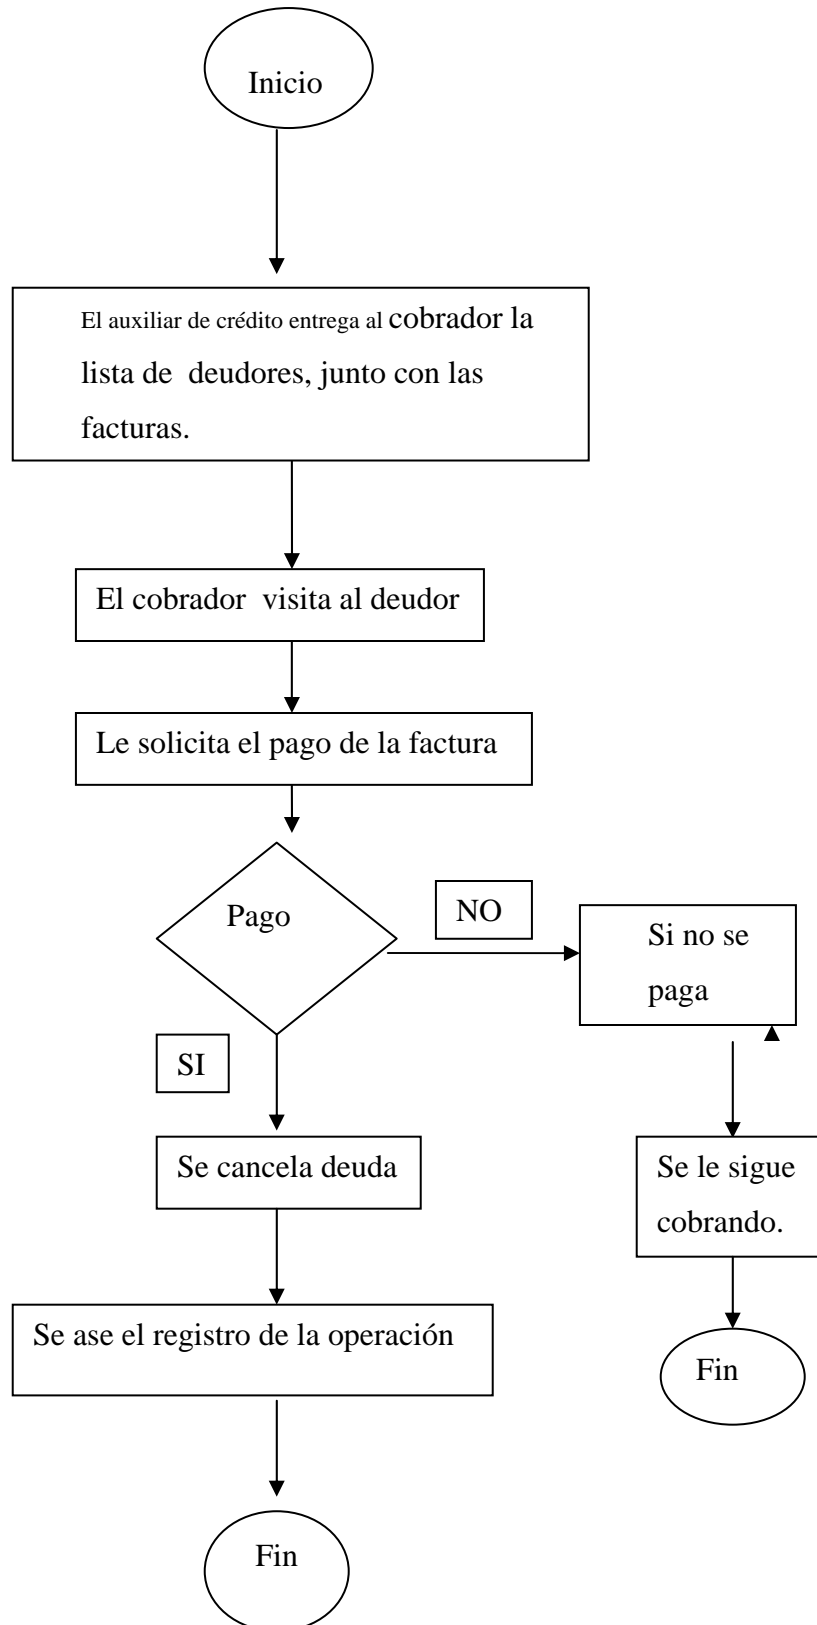 Inicio
El auxiliar de crédito entrega al cobrador la
lista de  deudores, junto con las
facturas.
El cobrador  visita al deudor
Le solicita el pago de la factura
Pago
NO
Si no se
paga
SI
Se cancela deuda
Se le sigue
cobrando.
Se ase el registro de la operación
Fin
Fin